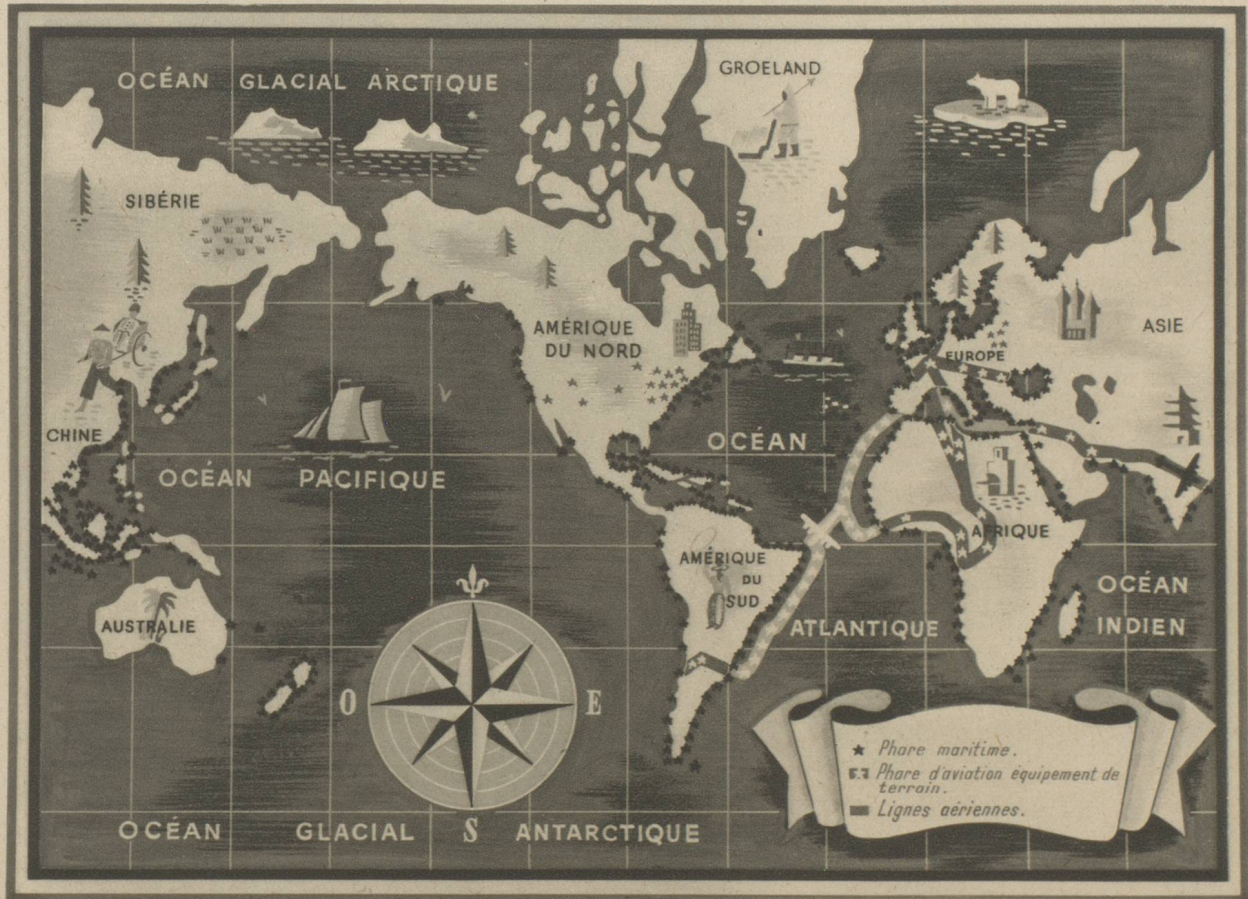 OCÉAN GLACIAL ARCTIQUE
GROELAND
SIBÉRIE
AMÉRIQUE
DU NORD
ASIE
EUROPE
CHINE
OCÉAN
OCÉAN PACIFIQUE
AFRIQUE
AMÉRIQUE
DU
SUD
OCÉAN
INDIEN
AUSTRALIE
ATLANTIQUE
O
E
S
★ Phare maritime.
Phare d'aviation équipement de
terrain.
Lignes aériennes.
OCÉAN GLACIAL ANTARCTIQUE